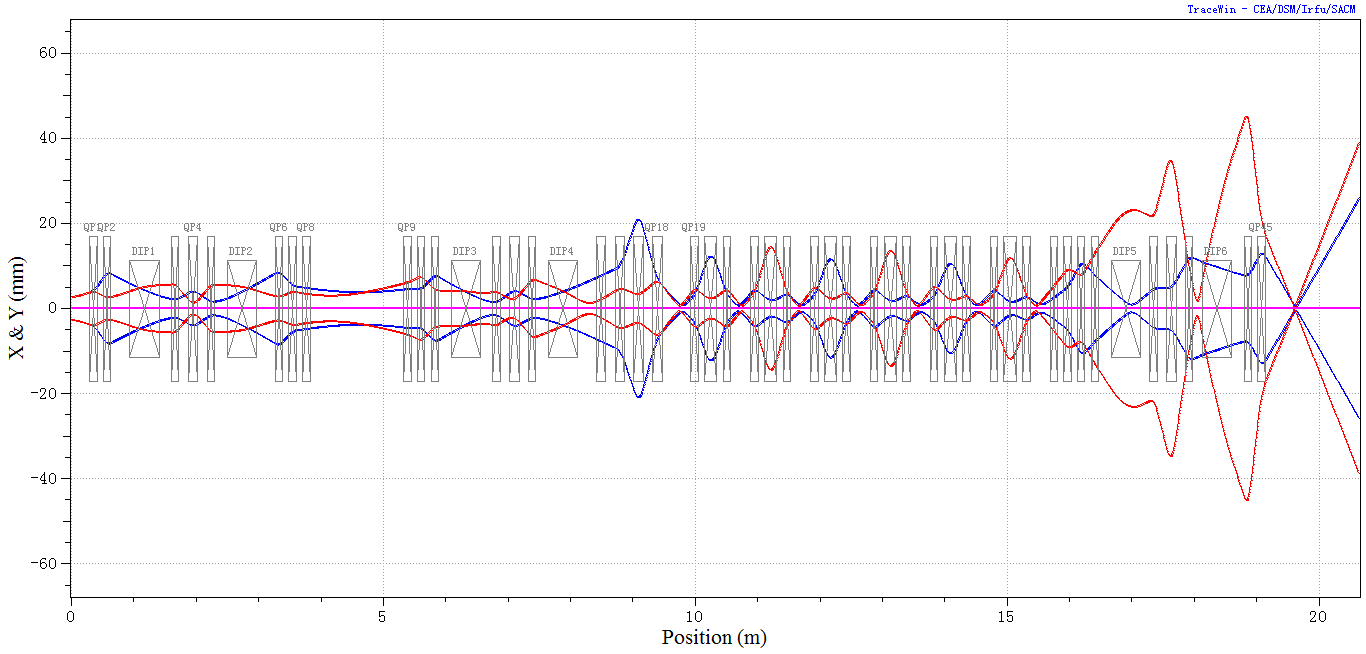 TraceWin - CEA/DSM/Irfu/SACM
60
40
20
0
-20
-40
-60
X & Y (mm)
QP2
DIP1
QP4
DIP2
QP6
QP8
QP9
DIP3
DIP4
QP18
QP19
DIP5
DIP6
QP45
0
5
10
15
20
Position (m)